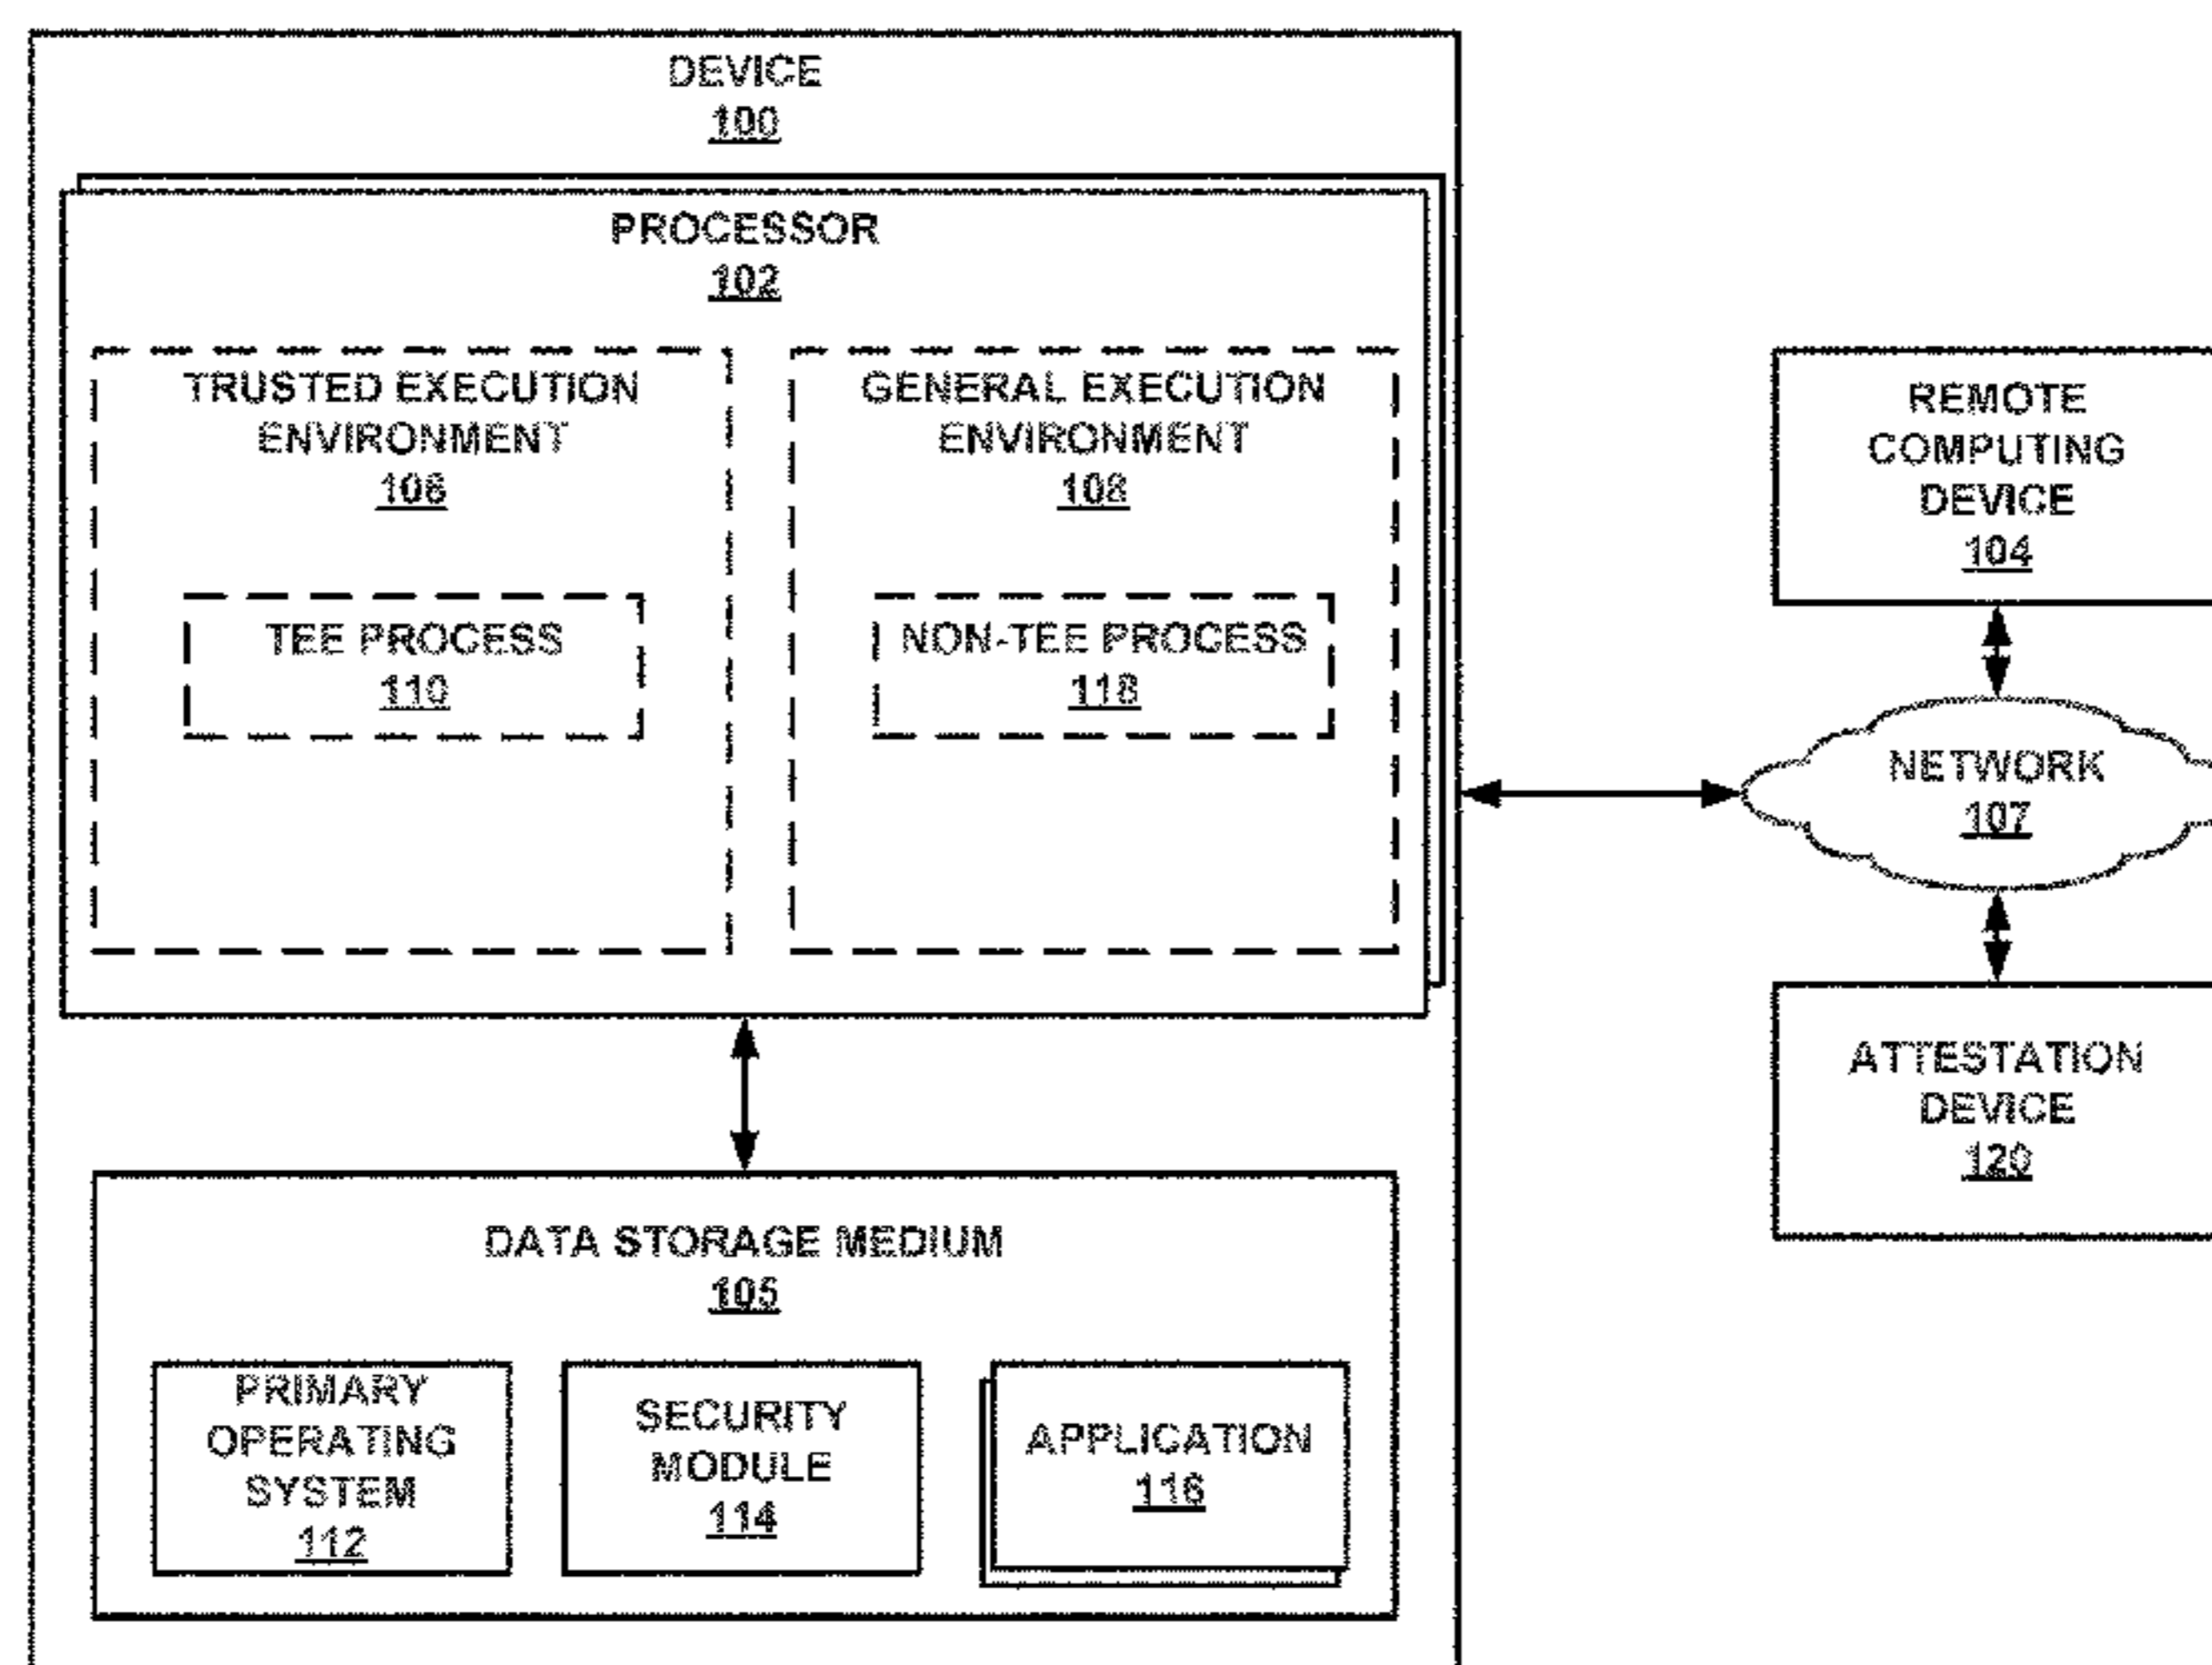 DEVICE
100
PROCESSOR
102
TRUSTED EXECUTION
ENVIRONMENT
106
TEE PROCESS
110
GENERAL EXECUTION
ENVIRONMENT
108
NON-TEE PROCESS
118
DATA STORAGE MEDIUM
105
PRIMARY
OPERATING
SYSTEM
112
SECURITY
MODULE
114
APPLICATION
116
REMOTE
COMPUTING
DEVICE
104
NETWORK
107
ATTESTATION
DEVICE
120